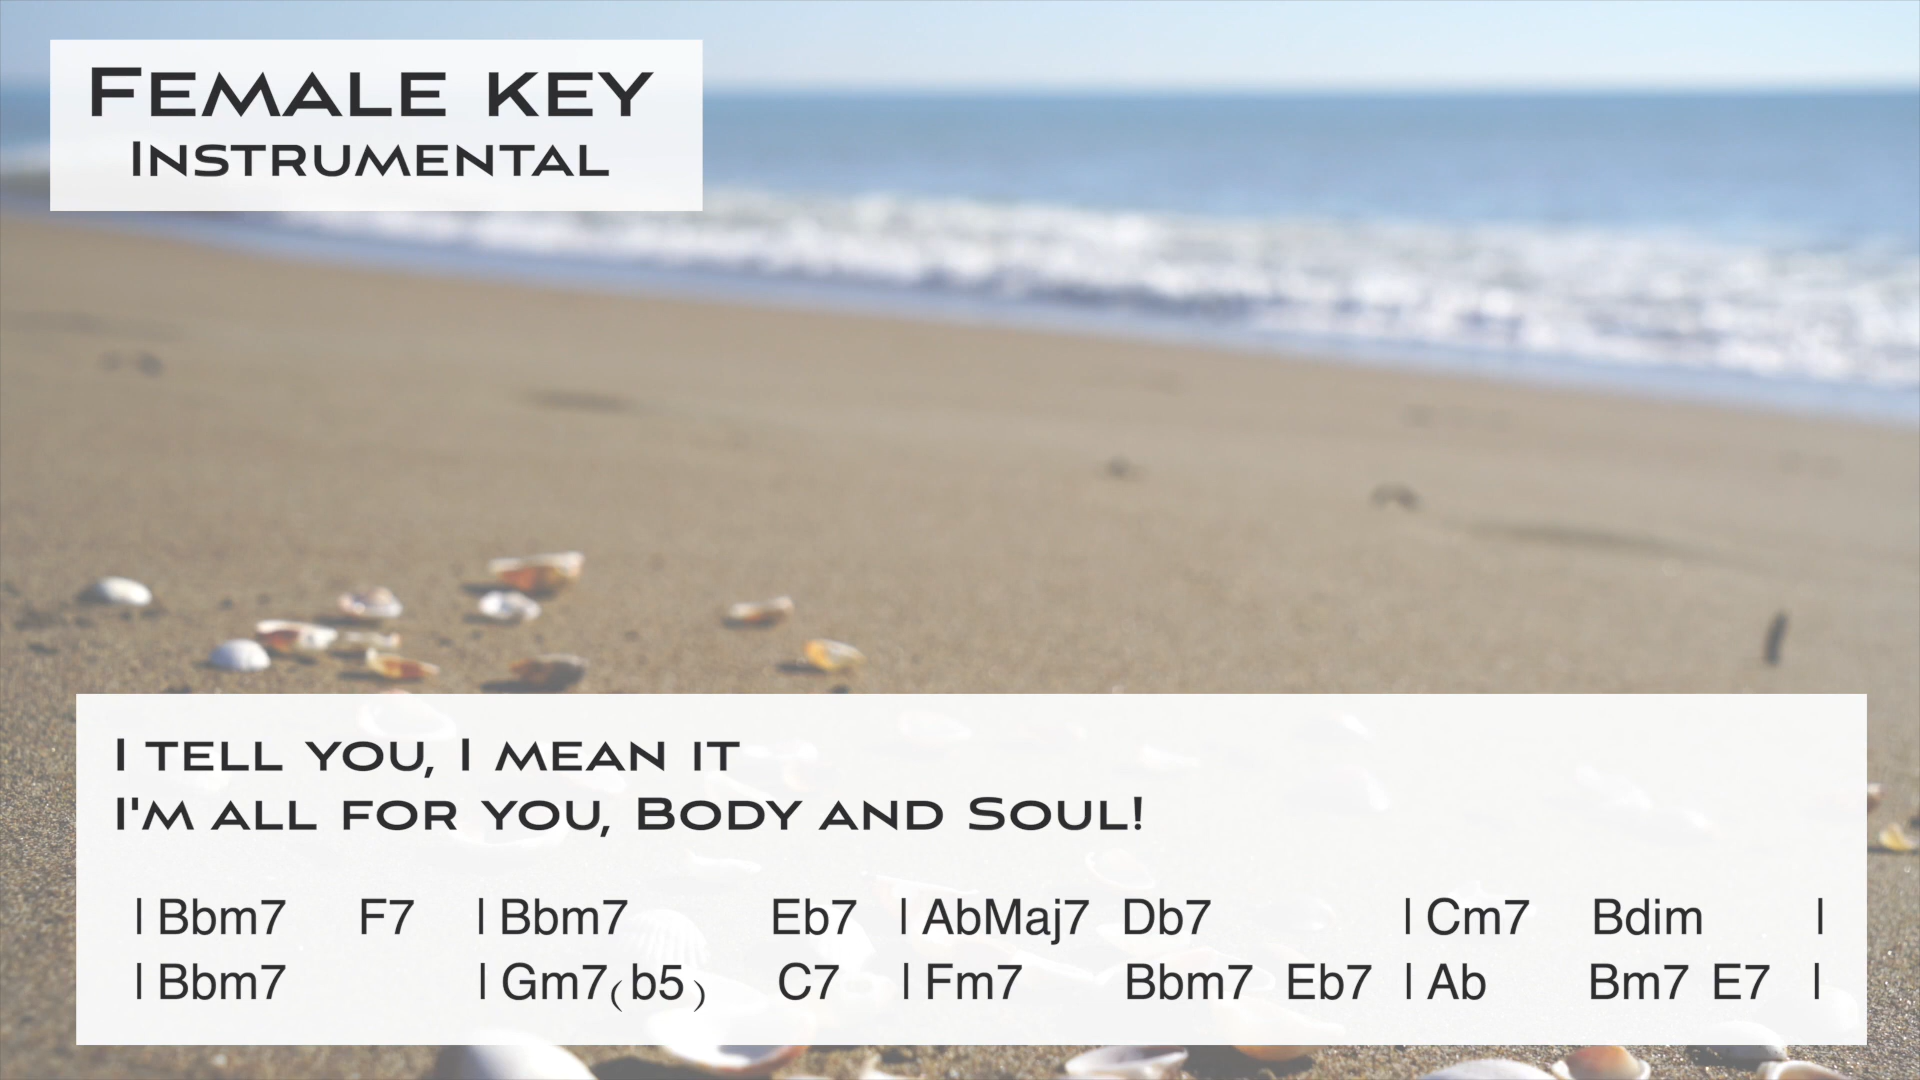 Female key
Instrumental
I tell you, I mean it
I'm all for you, Body and Soul!
| Bbm7 F7 | Bbm7 Eb7 | AbMaj7 Db7 | Cm7 Bdim |
| Bbm7 | Gm7(b5) C7 | Fm7 Bbm7 Eb7 | Ab Bm7 E7 |